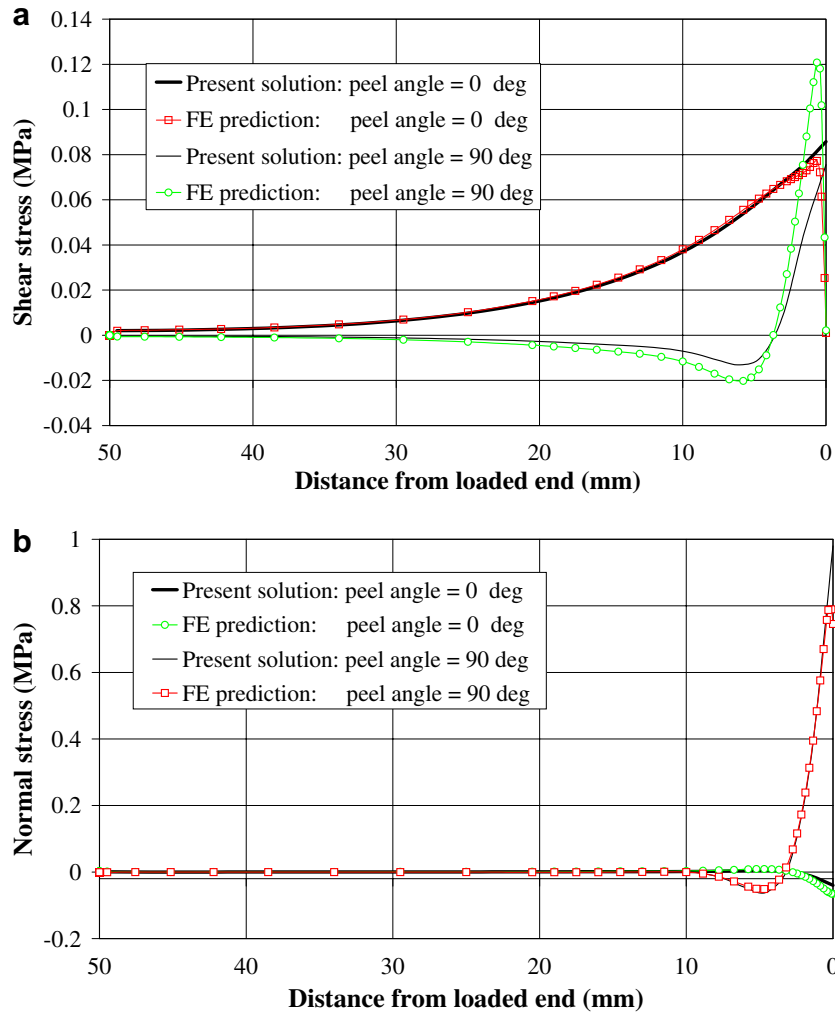 a
0.14
0.12
0.1
0.08
0.06
0.04
0.02
0
-0.02
-0.04
Shear stress (MPa)
Present solution: peel angle = 0 deg
FE prediction: peel angle = 0 deg
Present solution: peel angle = 90 deg
FE prediction: peel angle = 90 deg
50 40 30 20 10 0
Distance from loaded end (mm)
b
1
0.8
0.6
0.4
0.2
0
-0.2
Normal stress (MPa)
Present solution: peel angle = 0 deg
FE prediction: peel angle = 0 deg
Present solution: peel angle = 90 deg
FE prediction: peel angle = 90 deg
50 40 30 20 10 0
Distance from loaded end (mm)